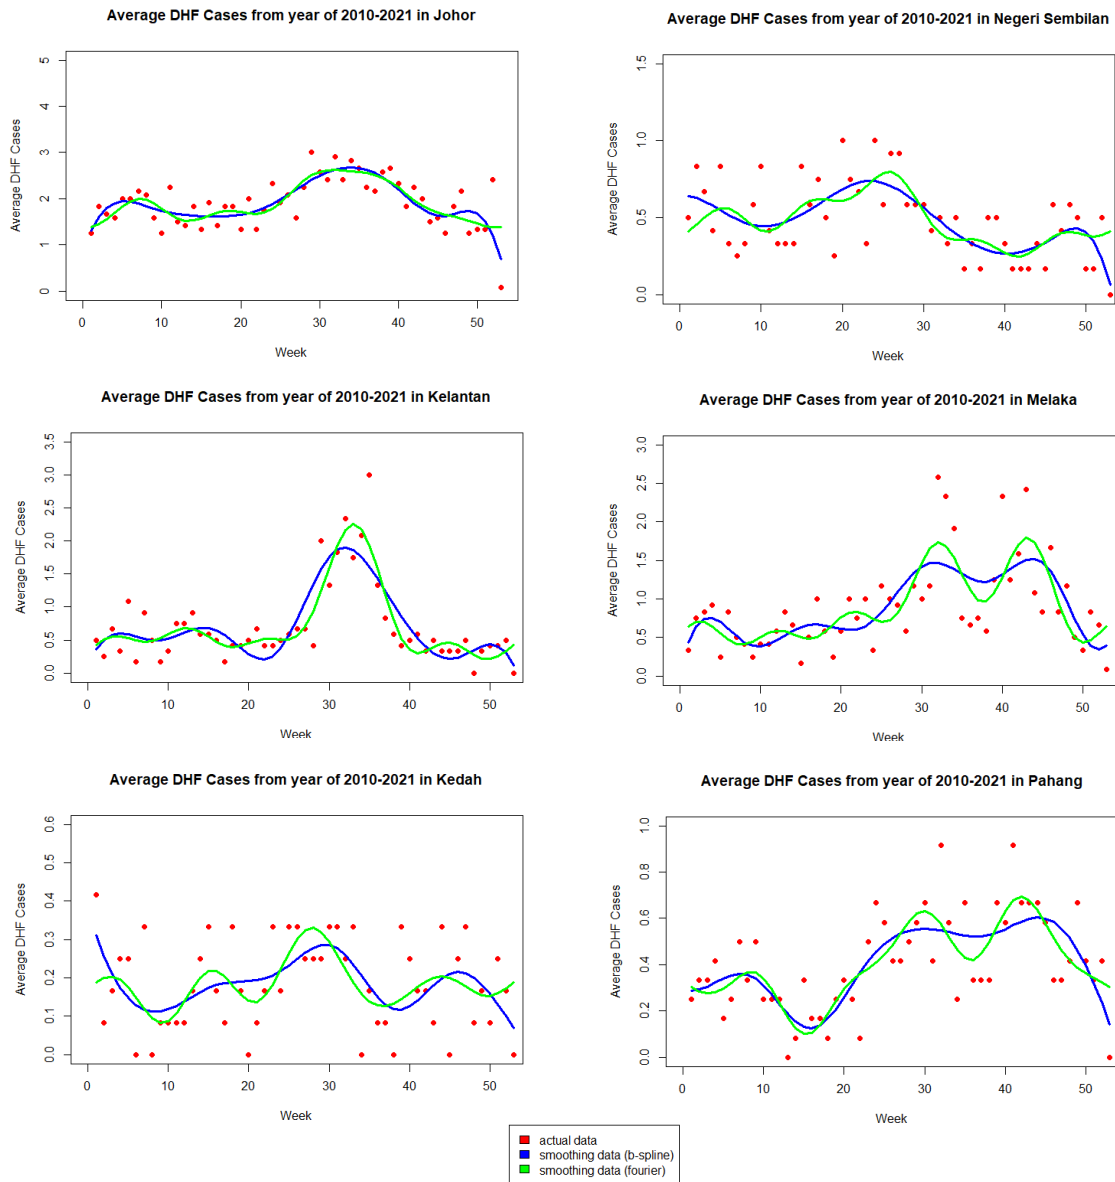 Average DHF Cases from year of 2010-2021 in Johor
Average DHF Cases
5
4
3
2
1
0
0 10 20 30 40 50
Week
Average DHF Cases from year of 2010-2021 in Negeri Sembilan
Average DHF Cases
1.5
1.0
0.5
0.0
0 10 20 30 40 50
Week
Average DHF Cases from year of 2010-2021 in Kelantan
Average DHF Cases
3.5
3.0
2.5
2.0
1.5
1.0
0.5
0.0
0 10 20 30 40 50
Week
Average DHF Cases from year of 2010-2021 in Melaka
Average DHF Cases
3.0
2.5
2.0
1.5
1.0
0.5
0.0
0 10 20 30 40 50
Week
Average DHF Cases from year of 2010-2021 in Kedah
Average DHF Cases
0.6
0.5
0.4
0.3
0.2
0.1
0.0
0 10 20 30 40 50
Week
Average DHF Cases from year of 2010-2021 in Pahang
Average DHF Cases
1.0
0.8
0.6
0.4
0.2
0.0
0 10 20 30 40 50
Week
actual data
smoothing data (b-spline)
smoothing data (fourier)